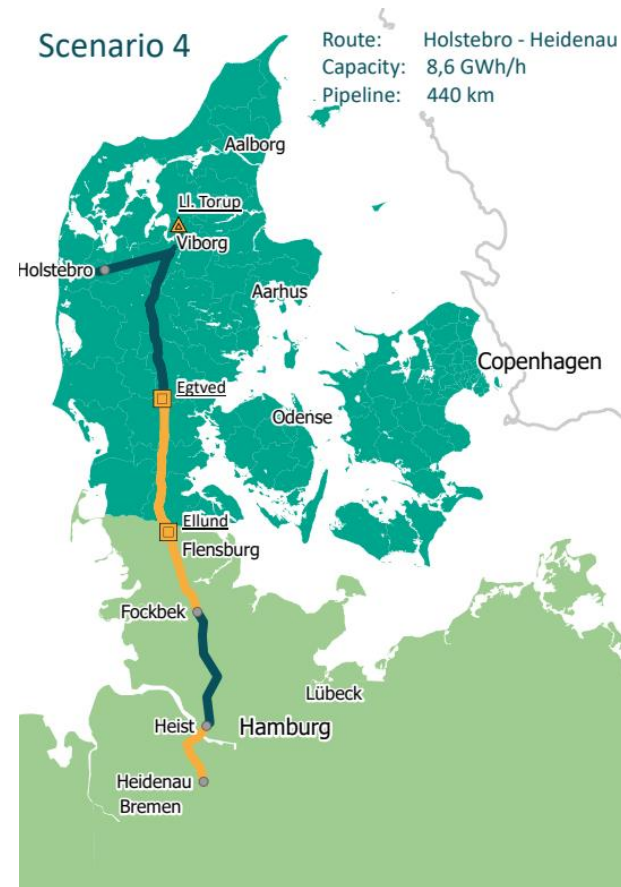 Scenario 4
Route: Holstebro - Heidenau
Capacity: 8,6 GWh/h
Pipeline: 440 km
Aalborg
Ll. Torup
Viborg
Holstebro
Aarhus
Copenhagen
Egtved
Odense
Ellund
Flensburg
Fockbek
Lübeck
Heist
Hamburg
Heidenau
Bremen